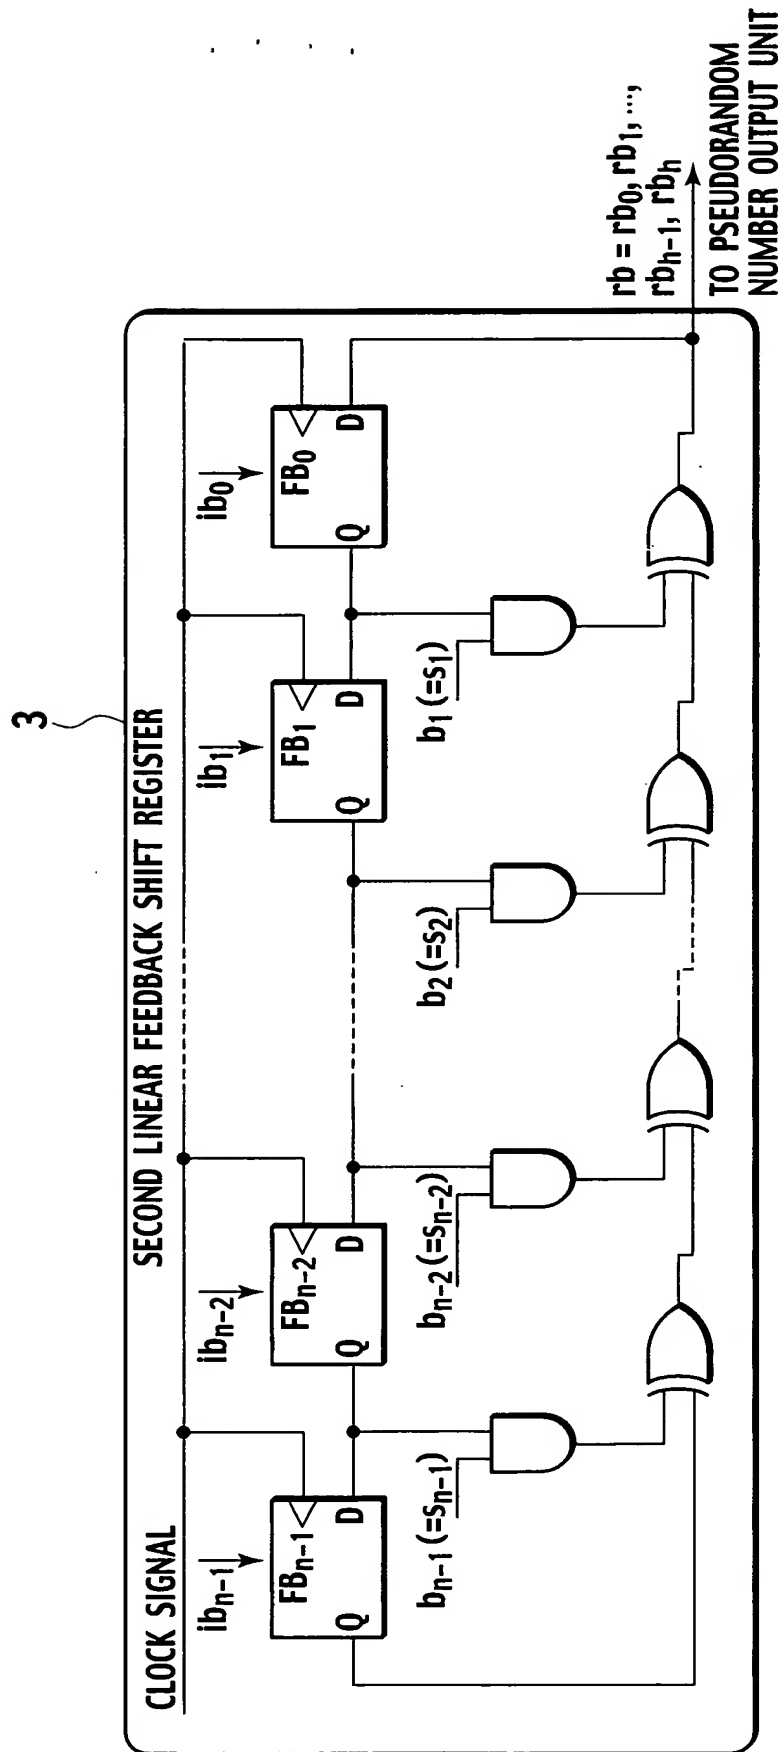 3
SECOND LINEAR FEEDBACK SHIFT REGISTER
CLOCK SIGNAL
ibn-1
ibn-2
ib1
ib0
FBn-1
FBn-2
FB1
FB0
Q
D
Q
D
Q
D
Q
D
bn-1 (=sn-1)
bn-2 (=sn-2)
b2 (=s2)
b1 (=s1)
rb = rb0, rb1, ...,
rbh-1, rbh
TO PSEUDORANDOM
NUMBER OUTPUT UNIT